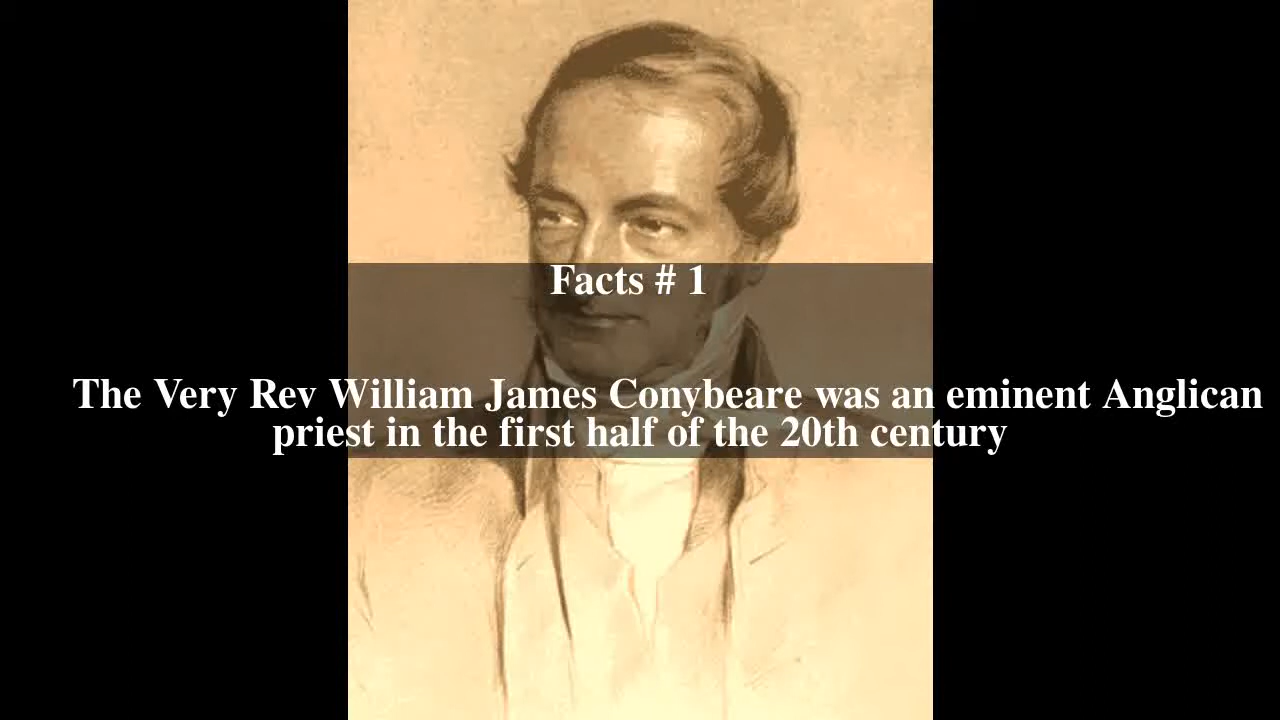 Facts # 1
The Very Rev William James Conybeare was an eminent Anglican
priest in the first half of the 20th century